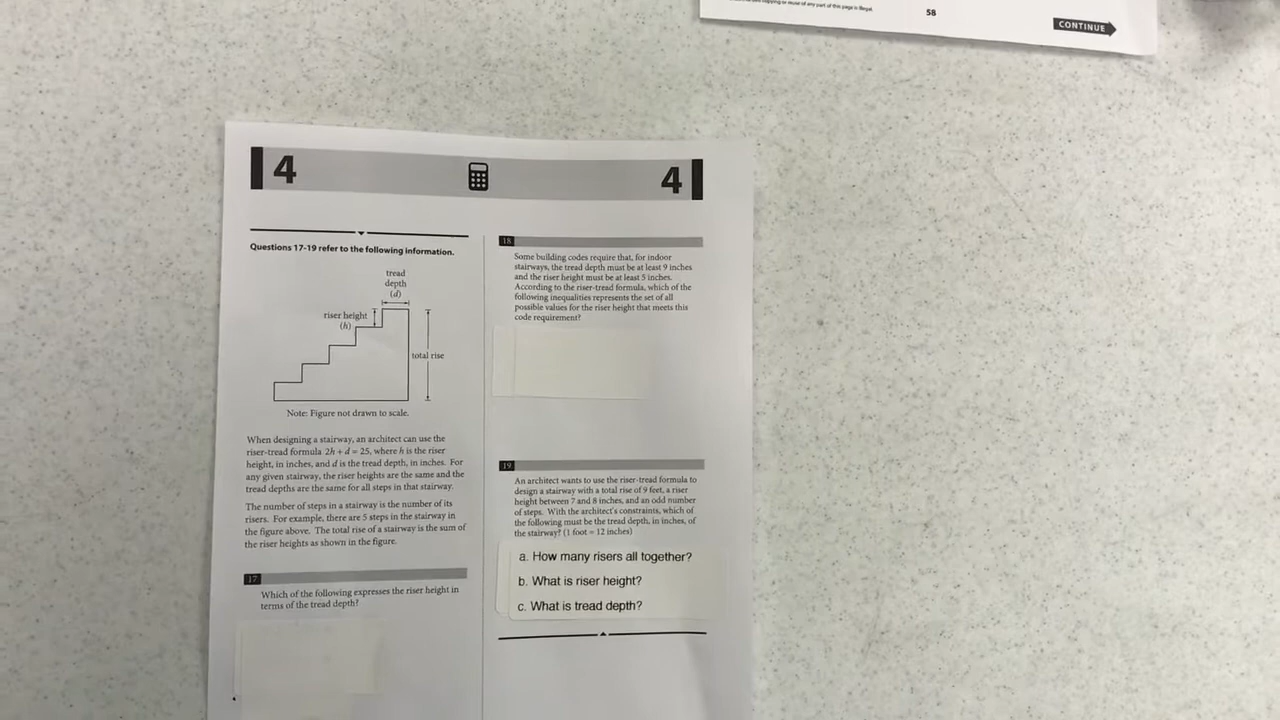 copying or reuse of any part of this page is illegal.
58
CONTINUE
4
4
Questions 17-19 refer to the following information.
tread
depth
(d)
riser height
(h)
total rise
Note: Figure not drawn to scale.
When designing a stairway, an architect can use the
riser-tread formula 2h + d = 25, where h is the riser
height, in inches, and d is the tread depth, in inches. For
any given stairway, the riser heights are the same and the
tread depths are the same for all steps in that stairway.
The number of steps in a stairway is the number of its
risers. For example, there are 5 steps in the stairway in
the figure above. The total rise of a stairway is the sum of
the riser heights as shown in the figure.
17
Which of the following expresses the riser height in
terms of the tread depth?
18
Some building codes require that, for indoor
stairways, the tread depth must be at least 9 inches
and the riser height must be at least 5 inches.
According to the riser-tread formula, which of the
following inequalities represents the set of all
possible values for the riser height that meets this
code requirement?
19
An architect wants to use the riser-tread formula to
design a stairway with a total rise of 9 feet, a riser
height between 7 and 8 inches, and an odd number
of steps. With the architect's constraints, which of
the following must be the tread depth, in inches, of
the stairway? (1 foot = 12 inches)
a. How many risers all together?
b. What is riser height?
c. What is tread depth?